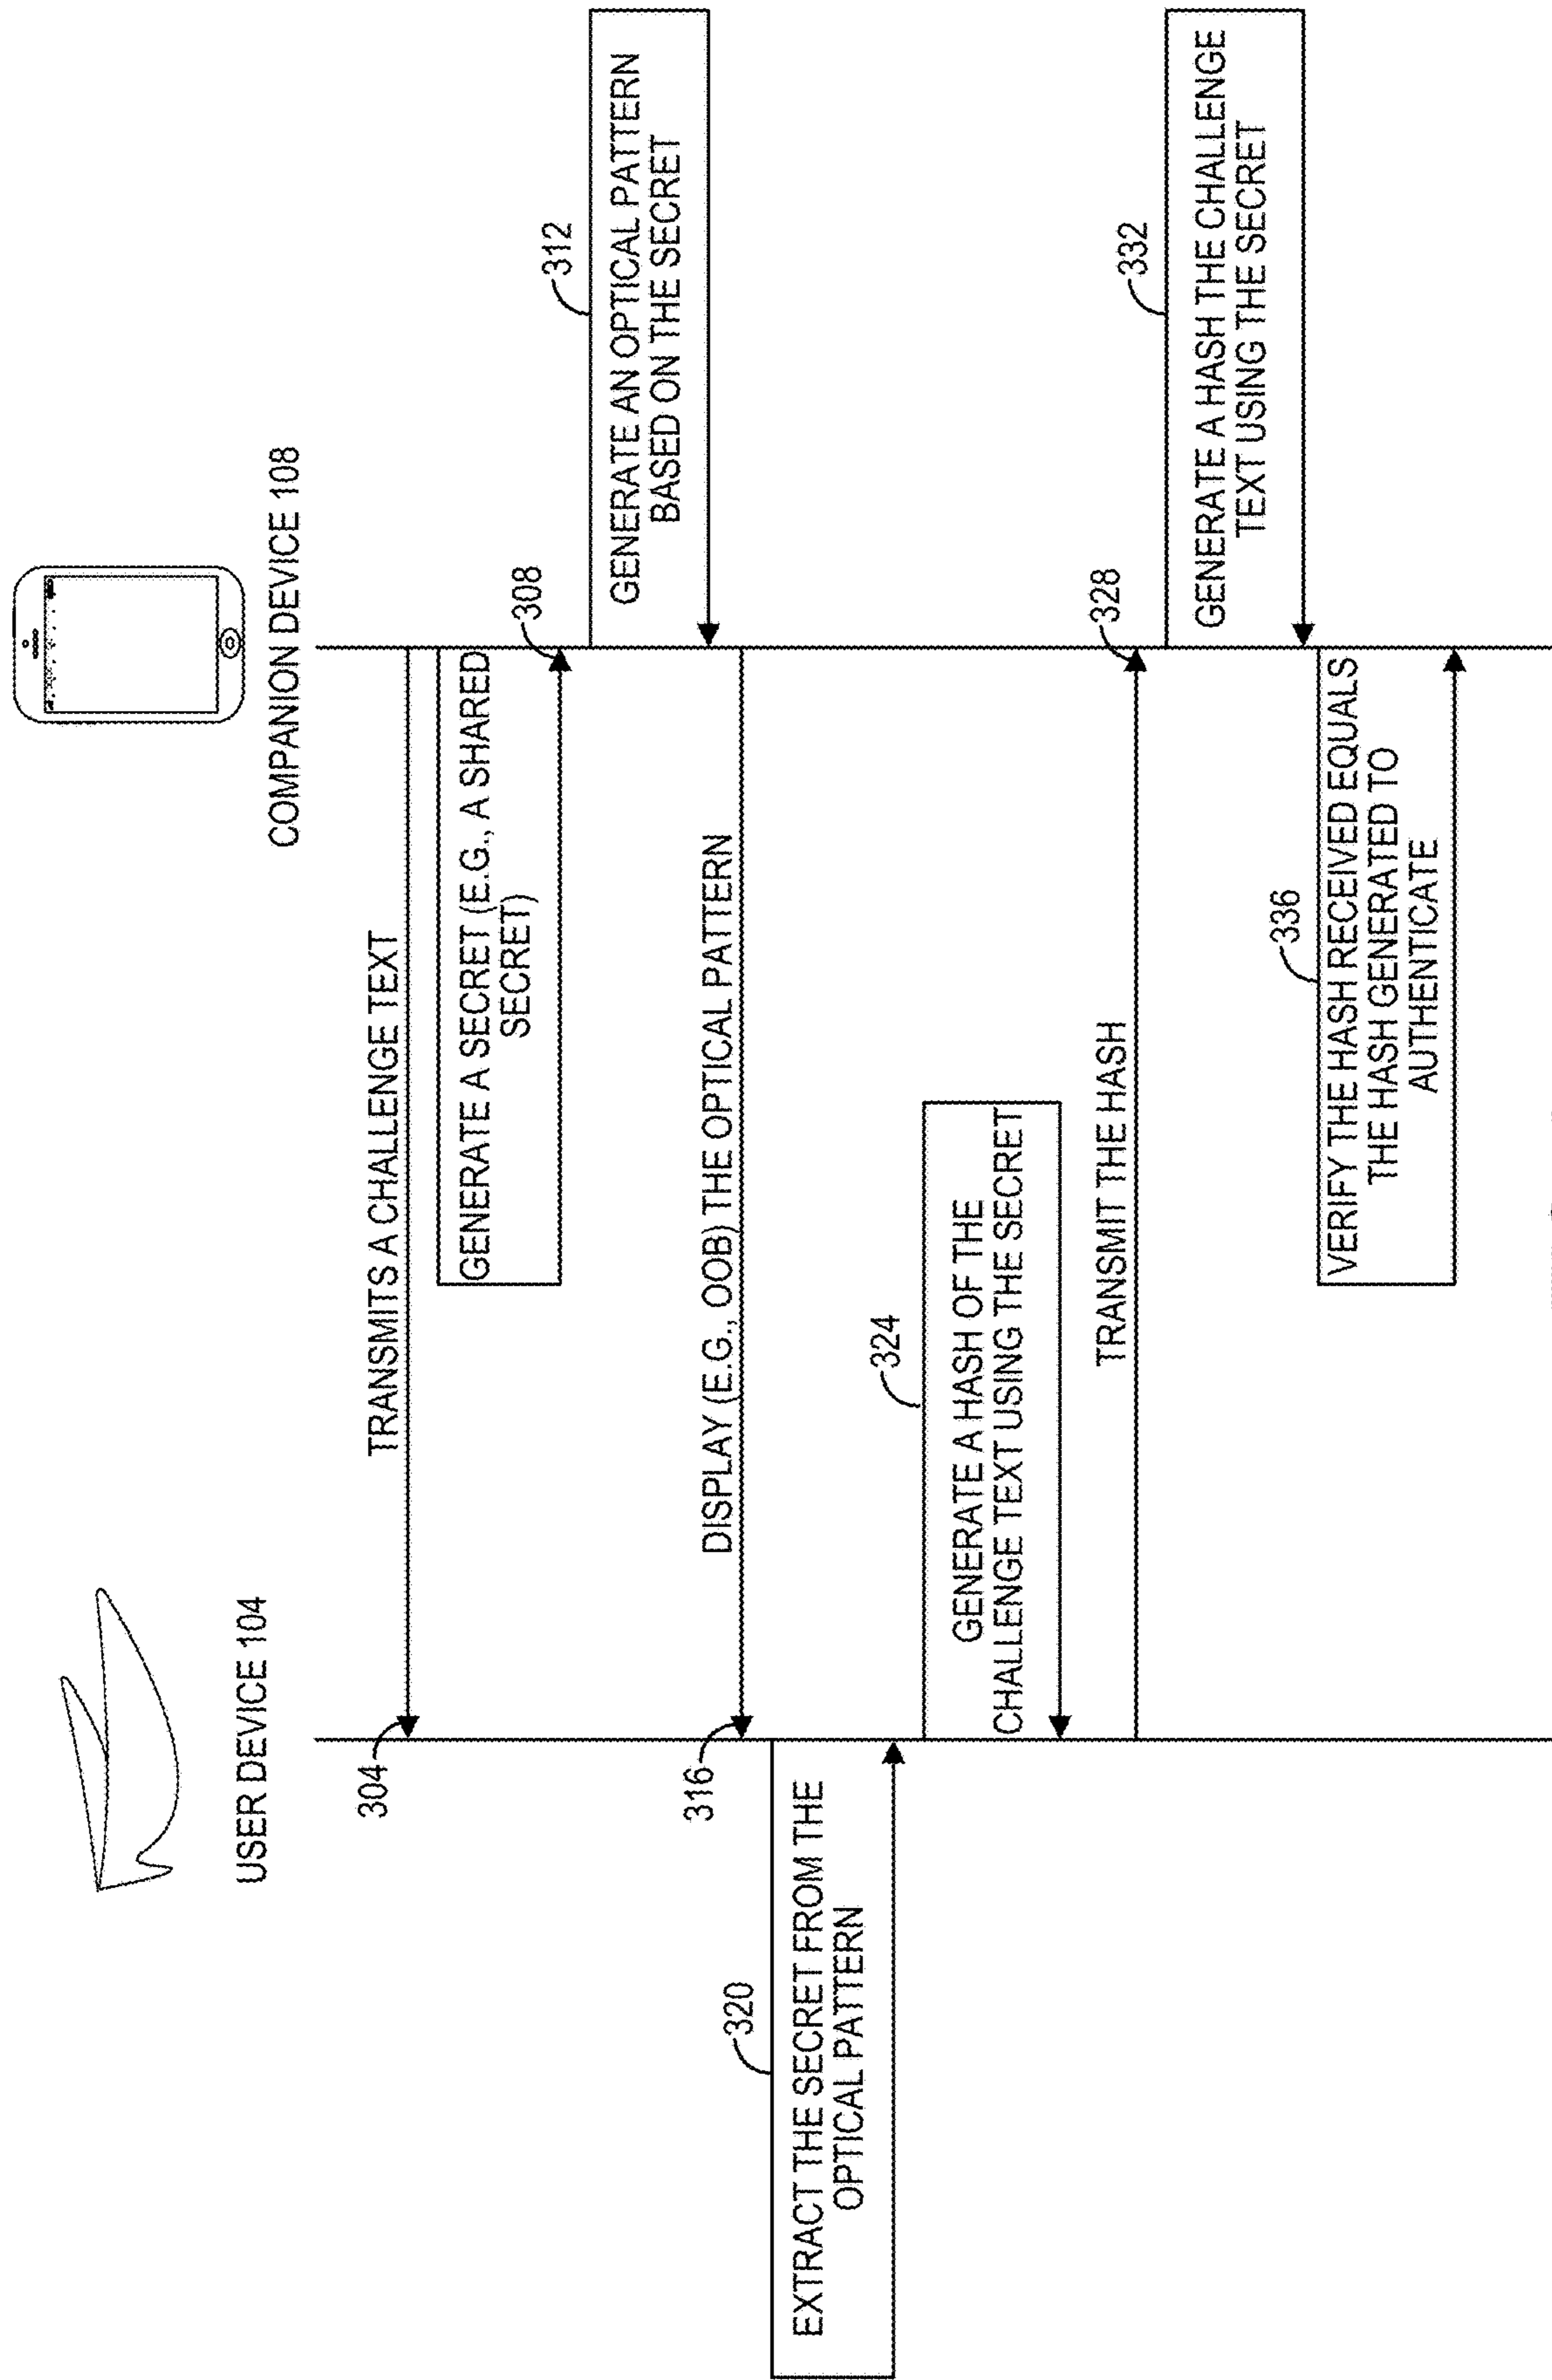 USER DEVICE 104
COMPANION DEVICE 108
304
TRANSMITS A CHALLENGE TEXT
GENERATE A SECRET (E.G., A SHARED
SECRET)
308
312
GENERATE AN OPTICAL PATTERN
BASED ON THE SECRET
316
DISPLAY (E.G., OOB) THE OPTICAL PATTERN
320
EXTRACT THE SECRET FROM THE
OPTICAL PATTERN
324
GENERATE A HASH OF THE
CHALLENGE TEXT USING THE SECRET
TRANSMIT THE HASH
328
332
GENERATE A HASH THE CHALLENGE
TEXT USING THE SECRET
336
VERIFY THE HASH RECEIVED EQUALS
THE HASH GENERATED TO
AUTHENTICATE